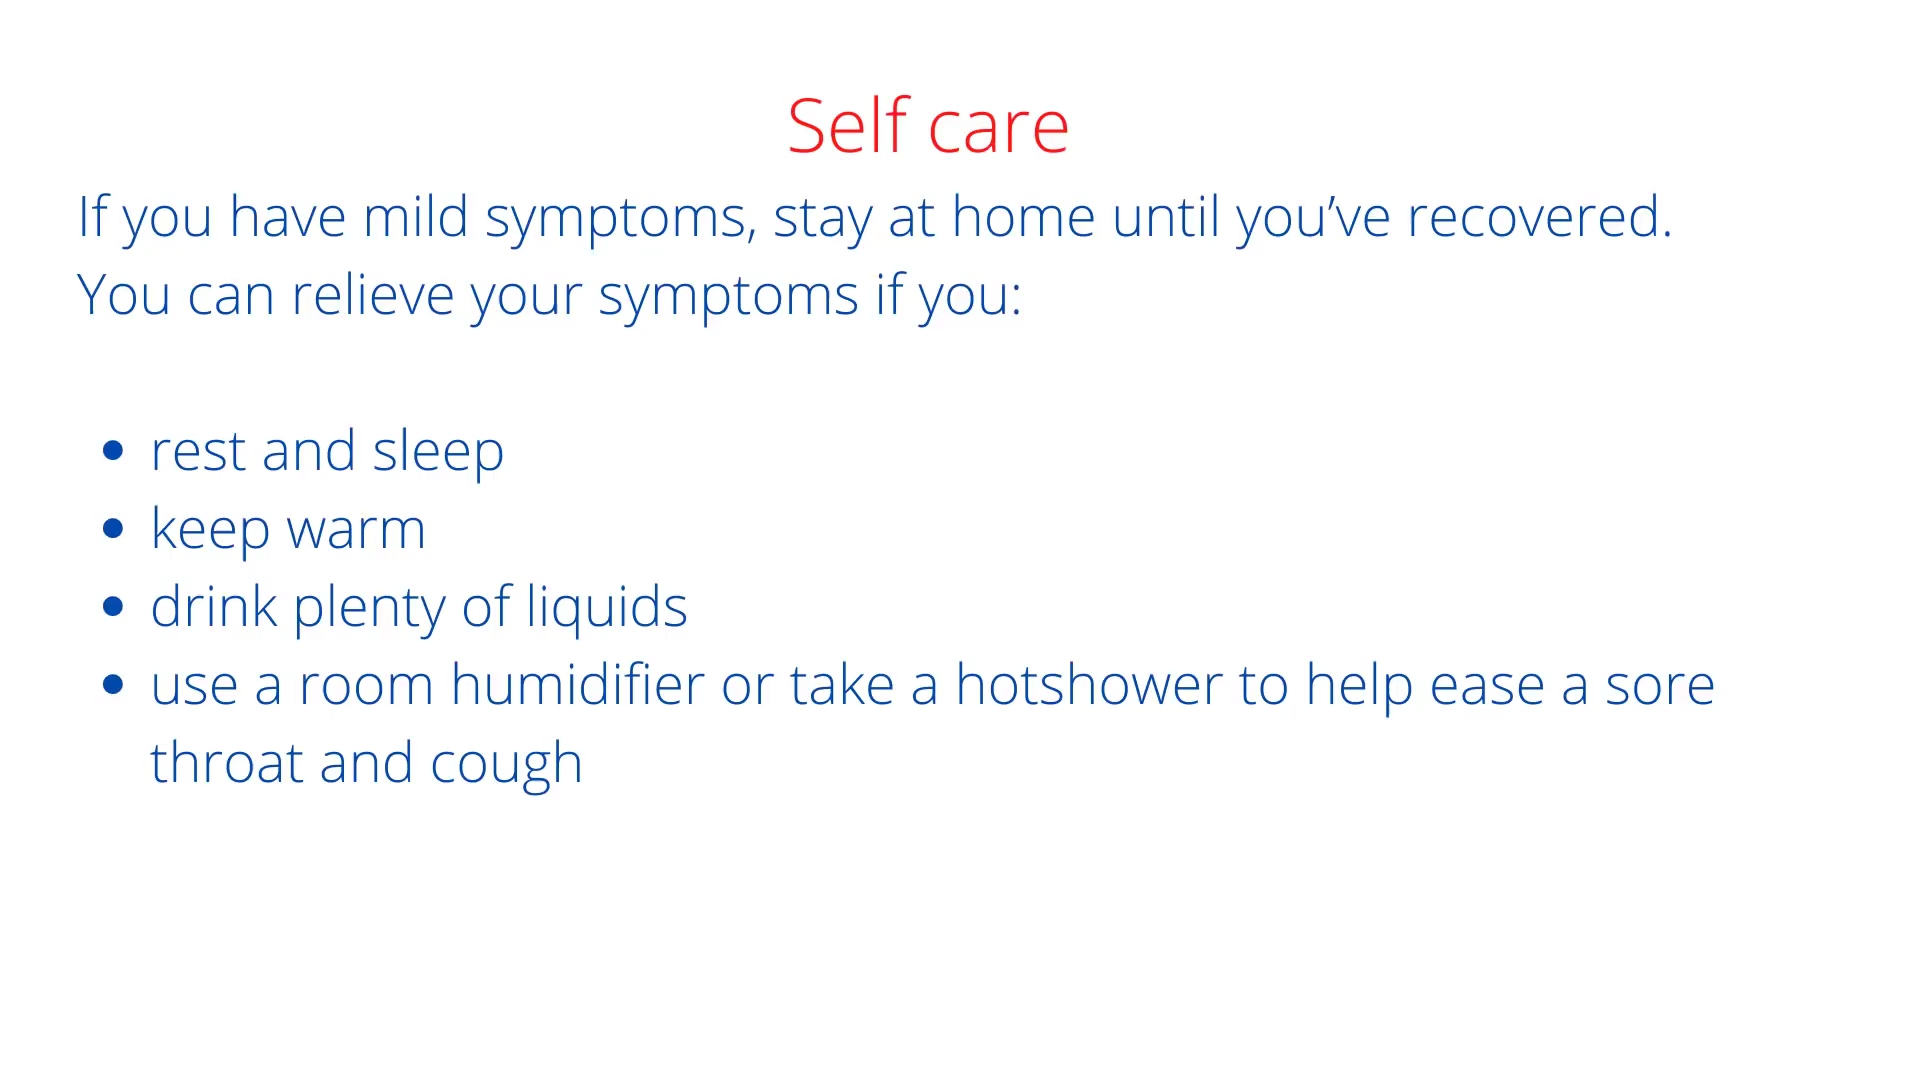 Self care
If you have mild symptoms, stay at home until you’ve recovered.
You can relieve your symptoms if you:
• rest and sleep
• keep warm
• drink plenty of liquids
• use a room humidifier or take a hotshower to help ease a sore
throat and cough